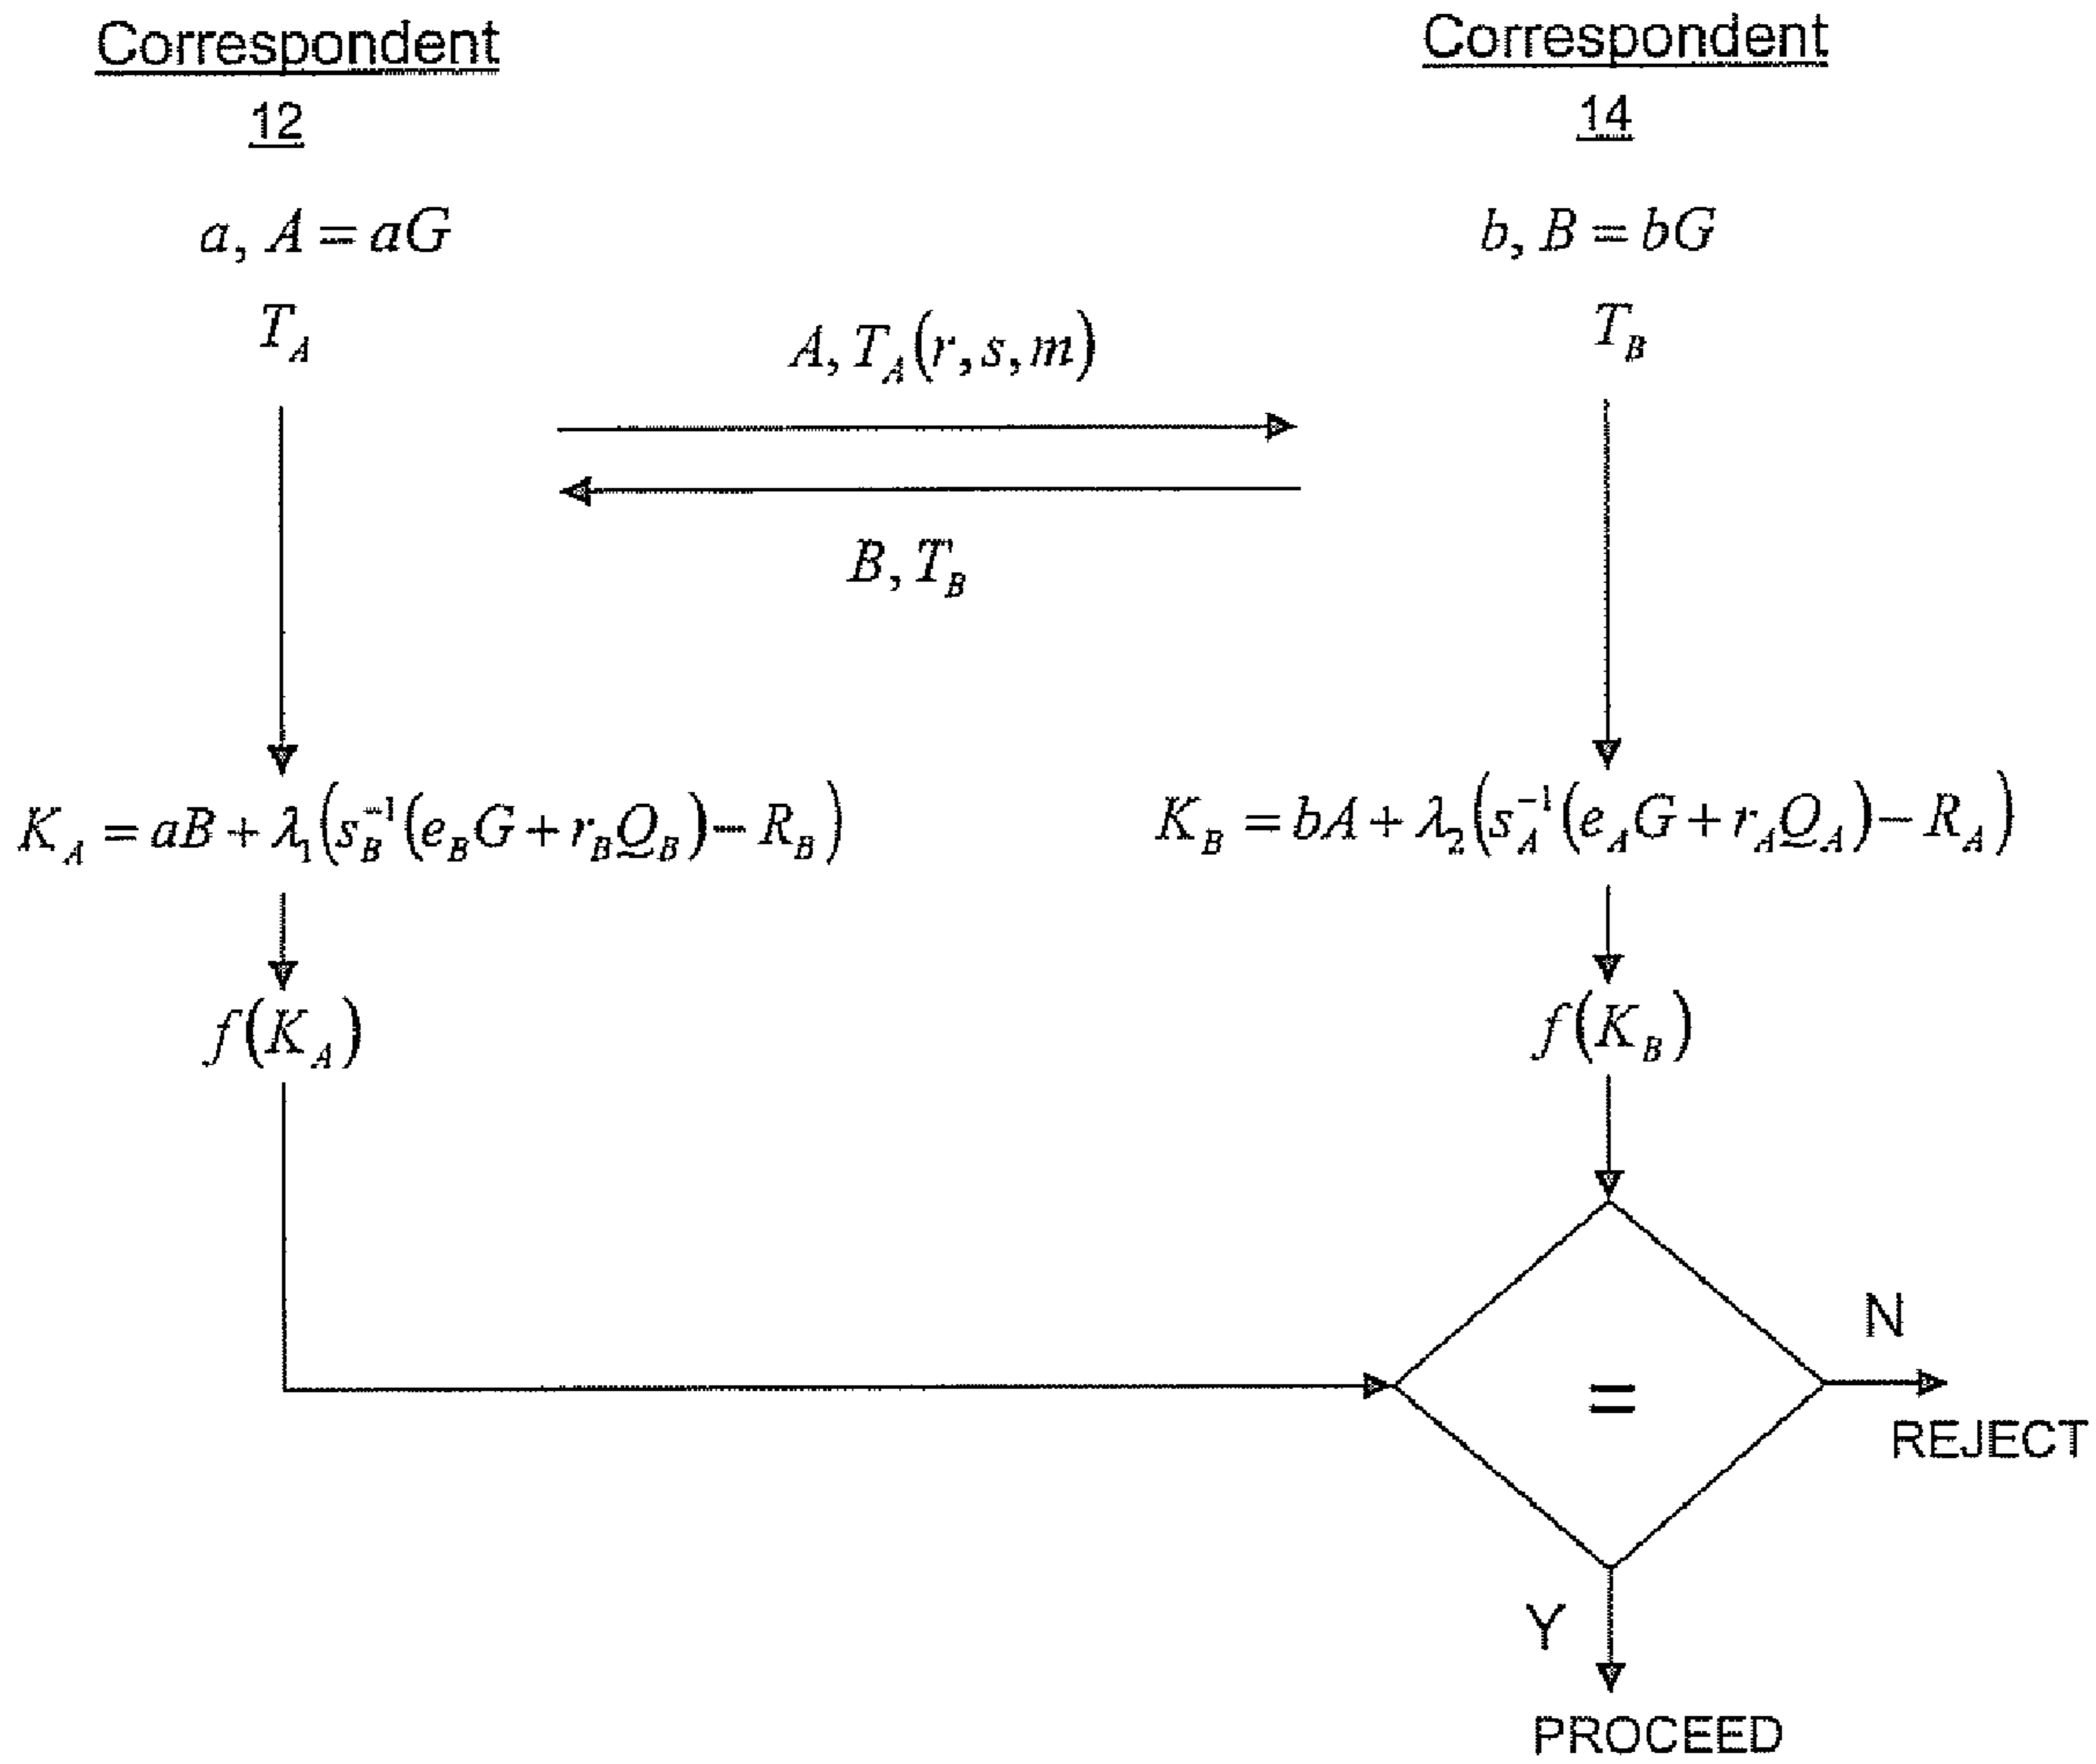 Correspondent
12
a, A = aG
T_A
Correspondent
14
b, B = bG
T_B
A, T_A(r, s, m)
B, T_B
K_A = aB + λ_1(s_B^{-1}(e_B G + r_B Q_B) − R_B)
K_B = bA + λ_2(s_A^{-1}(e_A G + r_A Q_A) − R_A)
f(K_A)
f(K_B)
=
N
REJECT
Y
PROCEED